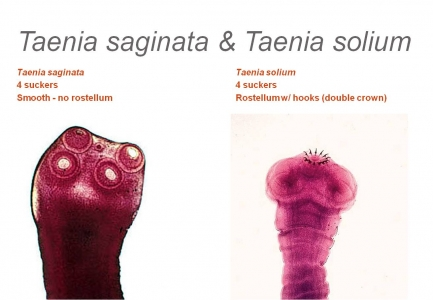 Taenia saginata & Taenia solium
Taenia saginata
4 suckers
Smooth - no rostellum
Taenia solium
4 suckers
Rostellum w/ hooks (double crown)